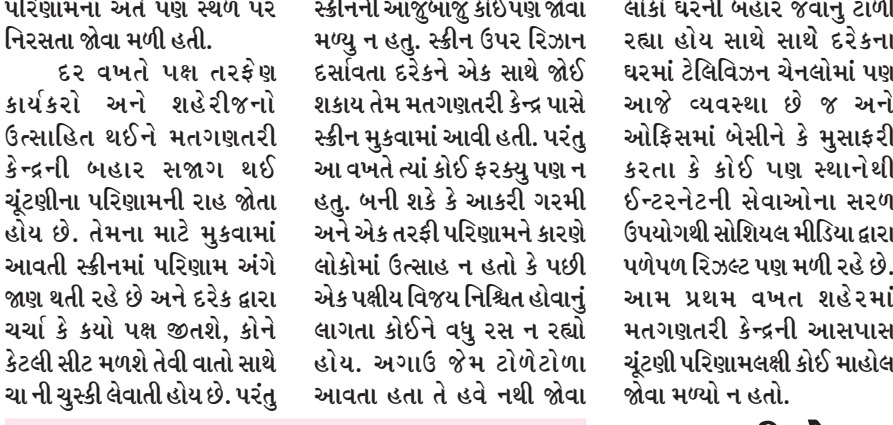 પરિણામના અંતે પણ સ્થળ પર
નિરસતા જોવા મળી હતી.
દર વખતે પક્ષ તરફેણ
કાર્યકરો અને શહેરીજનો
ઉત્સાહિત થઈને મતગણતરી
કેન્દ્રની બહાર સજાગ થઈ
ચૂંટણીના પરિણામની રાહ જોતા
હોય છે. તેમના માટે મુકવામાં
આવતી સ્ક્રીનમાં પરિણામ અંગે
જાણ થતી રહે છે અને દરેક દ્વારા
ચર્ચા કે કયો પક્ષ જીતશે, કોને
કેટલી સીટ મળશે તેવી વાતો સાથે
ચા ની ચુસ્કી લેવાતી હોય છે. પરંતુ
સ્ક્રીનની આજુબાજુ કોઈપણ જોવા
મળ્યુ ન હતુ. સ્ક્રીન ઉપર રિઝાન
દર્સાવતા દરેકને એક સાથે જોઈ
શકાય તેમ મતગણતરી કેન્દ્ર પાસે
સ્ક્રીન મુકવામાં આવી હતી. પરંતુ
આ વખતે ત્યાં કોઈ ફરક્યુ પણ ન
હતુ. બની શકે કે આકરી ગરમી
અને એક તરફી પરિણામને કારણે
લોકોમાં ઉત્સાહ ન હતો કે પછી
એક પક્ષીય વિજય નિશ્ચિત હોવાનું
લાગતા કોઈને વધુ રસ ન રહ્યો
હોય. અગાઉ જેમ ટોળેટોળા
આવતા હતા તે હવે નથી જોવા
લોકો ઘરની બહાર જવાનુ ટાળી
રહ્યા હોય સાથે સાથે દરેકના
ઘરમાં ટેલિવિઝન ચેનલોમાં પણ
આજે વ્યવસ્થા છે જ અને
ઓફિસમાં બેસીને કે મુસાફરી
કરતા કે કોઈ પણ સ્થાનેથી
ઈન્ટરનેટની સેવાઓના સરળ
ઉપયોગથી સોશિયલ મીડિયા દ્વારા
પળેપળ રિઝલ્ટ પણ મળી રહે છે.
આમ પ્રથમ વખત શહેરમાં
મતગણતરી કેન્દ્રની આસપાસ
ચૂંટણી પરિણામલક્ષી કોઈ માહોલ
જોવા મળ્યો ન હતો.